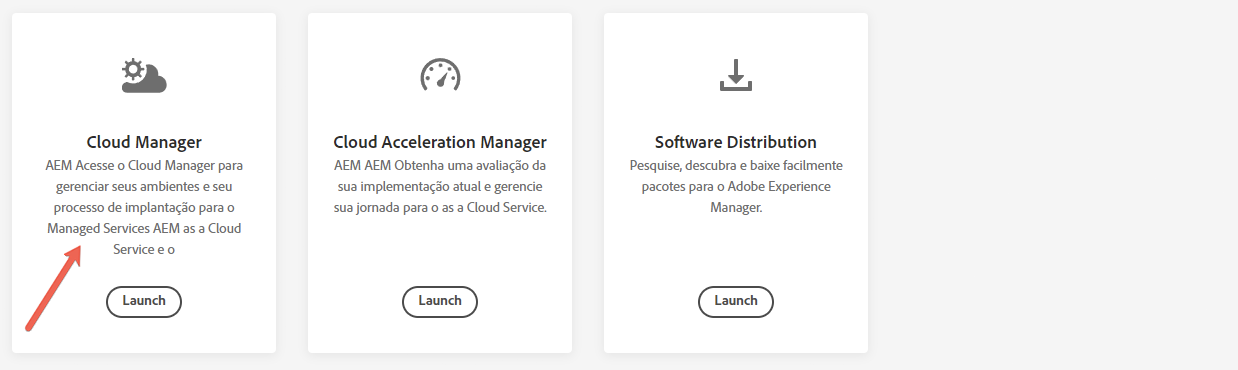 Cloud Manager
AEM Acesse o Cloud Manager para
gerenciar seus ambientes e seu
processo de implantação para o
Managed Services AEM as a Cloud
Service e o
Launch
Cloud Acceleration Manager
AEM AEM Obtenha uma avaliação da
sua implementação atual e gerencie
sua jornada para o as a Cloud Service.
Launch
Software Distribution
Pesquise, descubra e baixe facilmente
pacotes para o Adobe Experience
Manager.
Launch